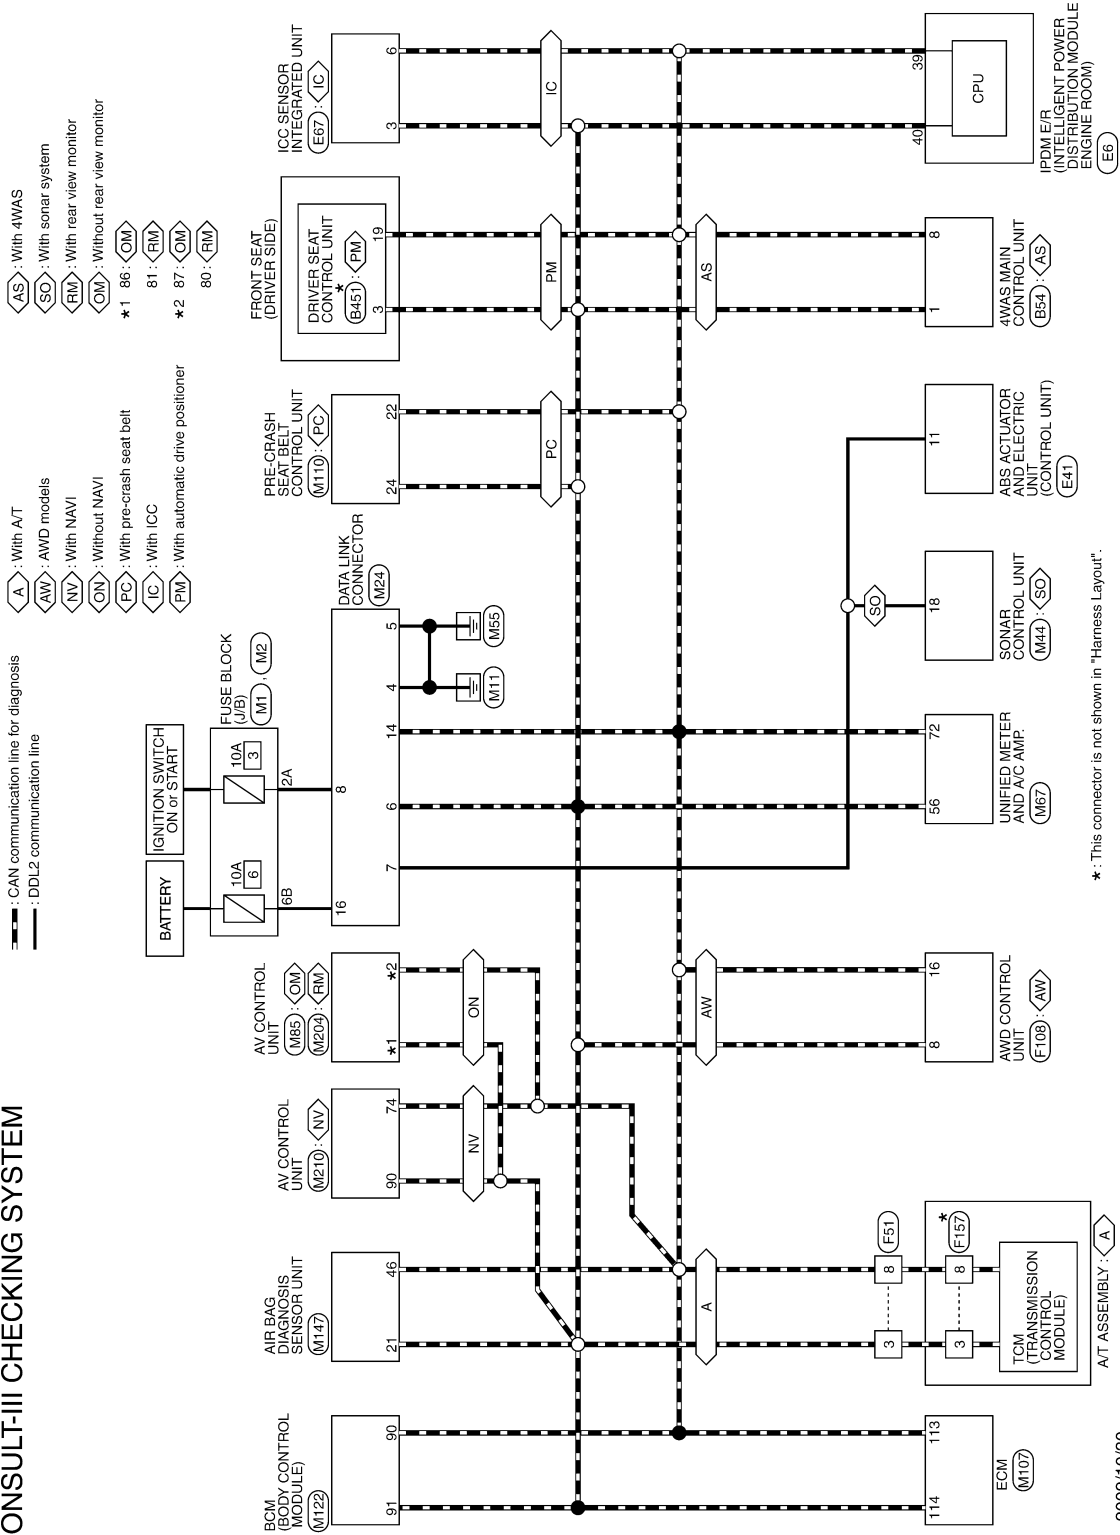 ONSULT-III CHECKING SYSTEM
: CAN communication line for diagnosis
: DDL2 communication line
A : With A/T
AW : AWD models
NV : With NAVI
ON : Without NAVI
PC : With pre-crash seat belt
IC : With ICC
PM : With automatic drive positioner
AS : With 4WAS
SO : With sonar system
RM : With rear view monitor
OM : Without rear view monitor
*1 86 : OM
81 : RM
*2 87 : OM
80 : RM
BATTERY
IGNITION SWITCH
ON or START
FUSE BLOCK
(J/B)
M1 , M2
10A
6
10A
3
6B
2A
BCM
(BODY CONTROL
MODULE)
M122
91
90
AIR BAG
DIAGNOSIS
SENSOR UNIT
M147
21
46
AV CONTROL
UNIT
M210 : NV
90
74
AV CONTROL
UNIT
M85 : OM
M204 : RM
*1
*2
16
8
7
6
14
4
5
DATA LINK
CONNECTOR
M24
M11
M55
PRE-CRASH
SEAT BELT
CONTROL UNIT
M110 : PC
24
22
FRONT SEAT
(DRIVER SIDE)
DRIVER SEAT
CONTROL UNIT
*
B451 : PM
3
19
ICC SENSOR
INTEGRATED UNIT
E67 : IC
3
6
NV
ON
PC
PM
IC
A
AW
SO
AS
114
113
ECM
M107
3
8
F51
3
8
*
F157
TCM
(TRANSMISSION
CONTROL
MODULE)
A/T ASSEMBLY : A
8
16
AWD CONTROL
UNIT
F108 : AW
56
72
UNIFIED METER
AND A/C AMP.
M67
18
SONAR
CONTROL UNIT
M44 : SO
11
ABS ACTUATOR
AND ELECTRIC
UNIT
(CONTROL UNIT)
E41
1
8
4WAS MAIN
CONTROL UNIT
B54 : AS
40
39
CPU
IPDM E/R
(INTELLIGENT POWER
DISTRIBUTION MODULE
ENGINE ROOM)
E6
* : This connector is not shown in "Harness Layout".